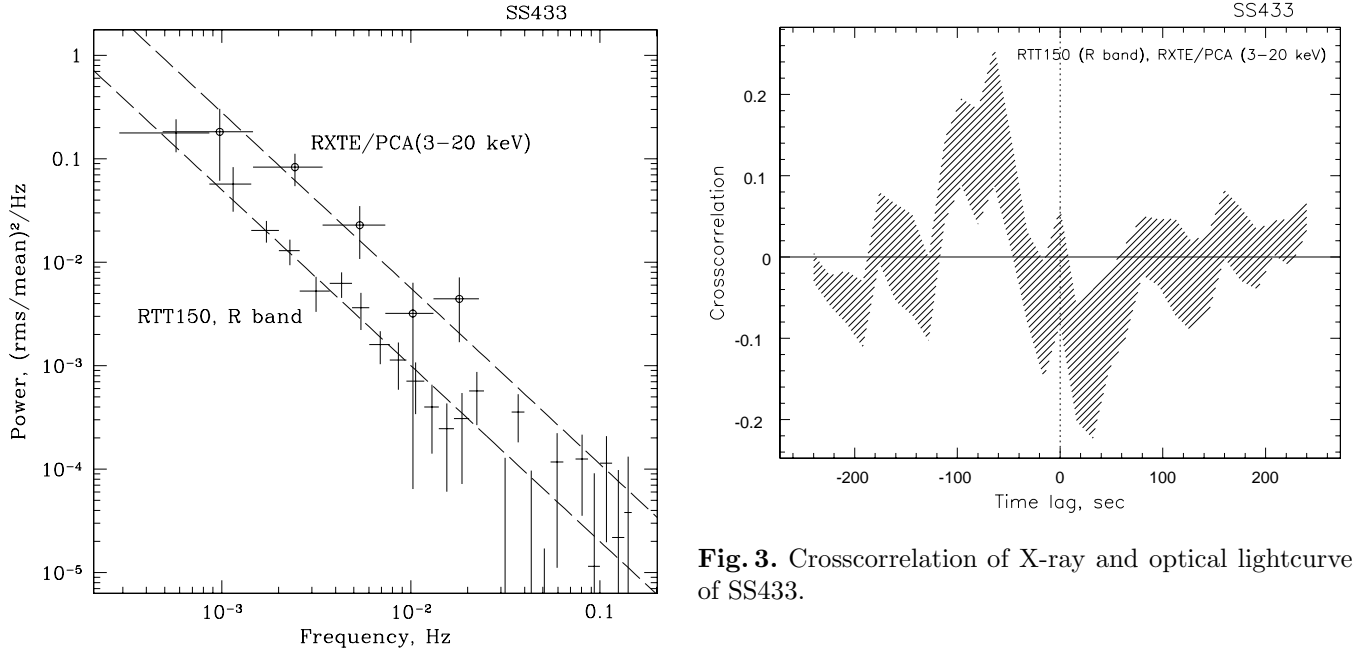 SS433
1
0.1
10⁻²
10⁻³
10⁻⁴
10⁻⁵
Power, (rms/mean)²/Hz
RXTE/PCA(3−20 keV)
RTT150, R band
10⁻³
10⁻²
0.1
Frequency, Hz
SS433
RTT150 (R band), RXTE/PCA (3−20 keV)
0.2
0.1
0
-0.1
-0.2
Crosscorrelation
-200
-100
0
100
200
Time lag, sec
Fig. 3. Crosscorrelation of X-ray and optical lightcurve
of SS433.